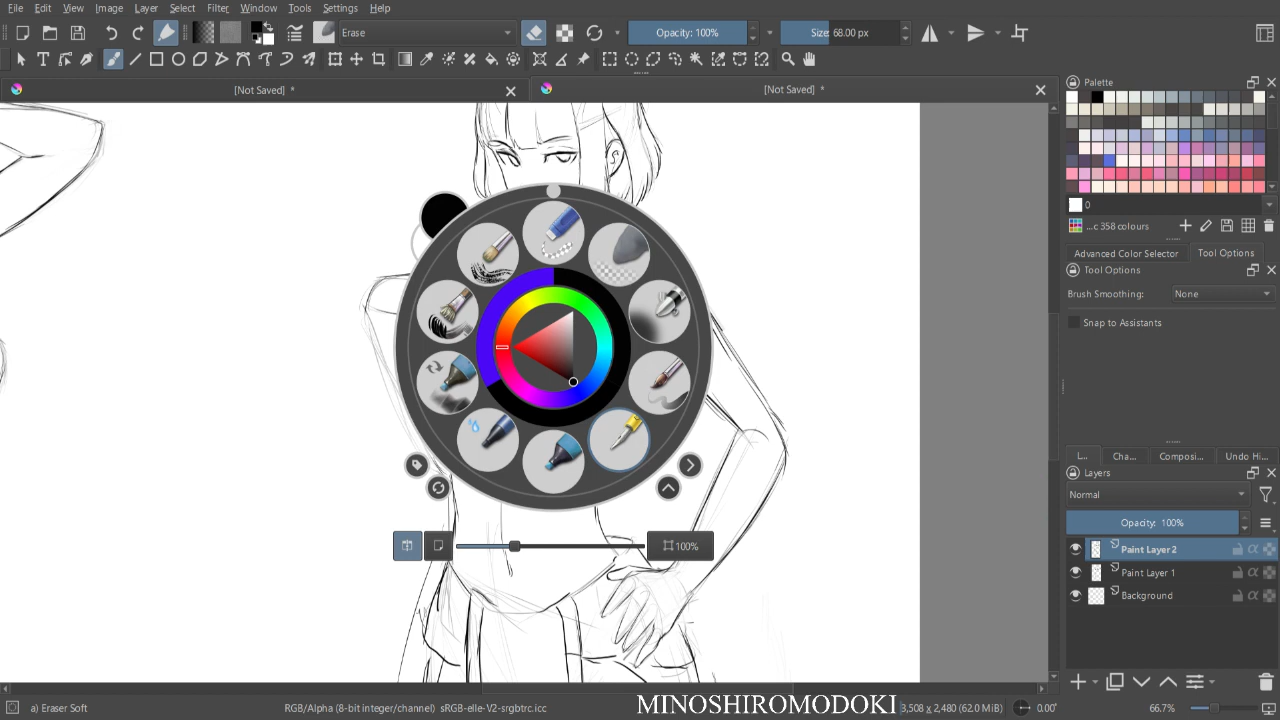 File Edit View Image Layer Select Filter Window Tools Settings Help
Erase Opacity: 100% Size: 68.00 px
[Not Saved] * [Not Saved] *
Palette
0
...c 358 colours
Advanced Color Selector Tool Options
Tool Options
Brush Smoothing: None
Snap to Assistants
L... Cha... Composi... Undo Hi...
Layers
Normal
Opacity: 100%
Paint Layer 2
Paint Layer 1
Background
100%
a) Eraser Soft RGB/Alpha (8-bit integer/channel) sRGB-elle-V2-srgbtrc.icc MINOSHIROMODOKI 3,508 x 2,480 (62.0 MiB) 0.00° 66.7%